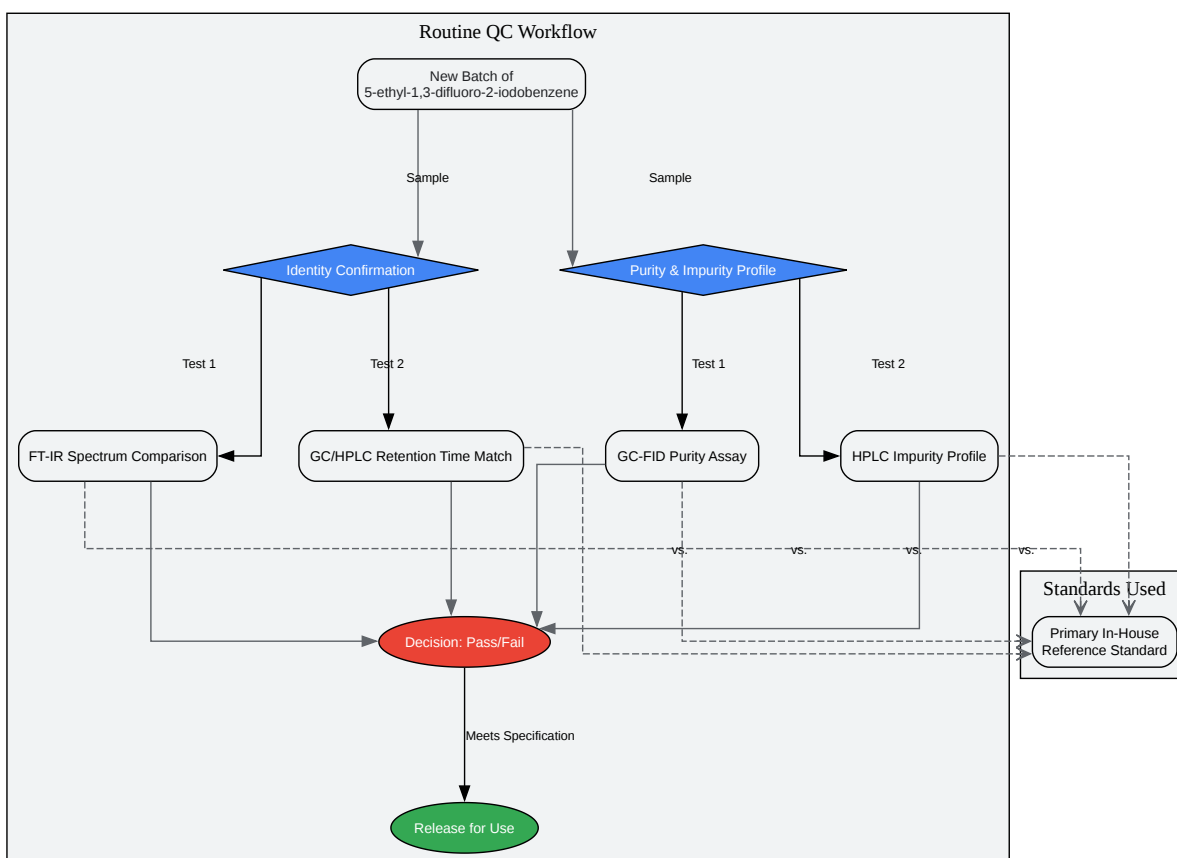 Routine QC Workflow
New Batch of
5-ethyl-1,3-difluoro-2-iodobenzene
Sample
Sample
Identity Confirmation
Purity & Impurity Profile
Test 1
Test 2
Test 1
Test 2
FT-IR Spectrum Comparison
GC/HPLC Retention Time Match
GC-FID Purity Assay
HPLC Impurity Profile
vs.
vs.
vs.
vs.
Standards Used
Primary In-House
Reference Standard
Decision: Pass/Fail
Meets Specification
Release for Use